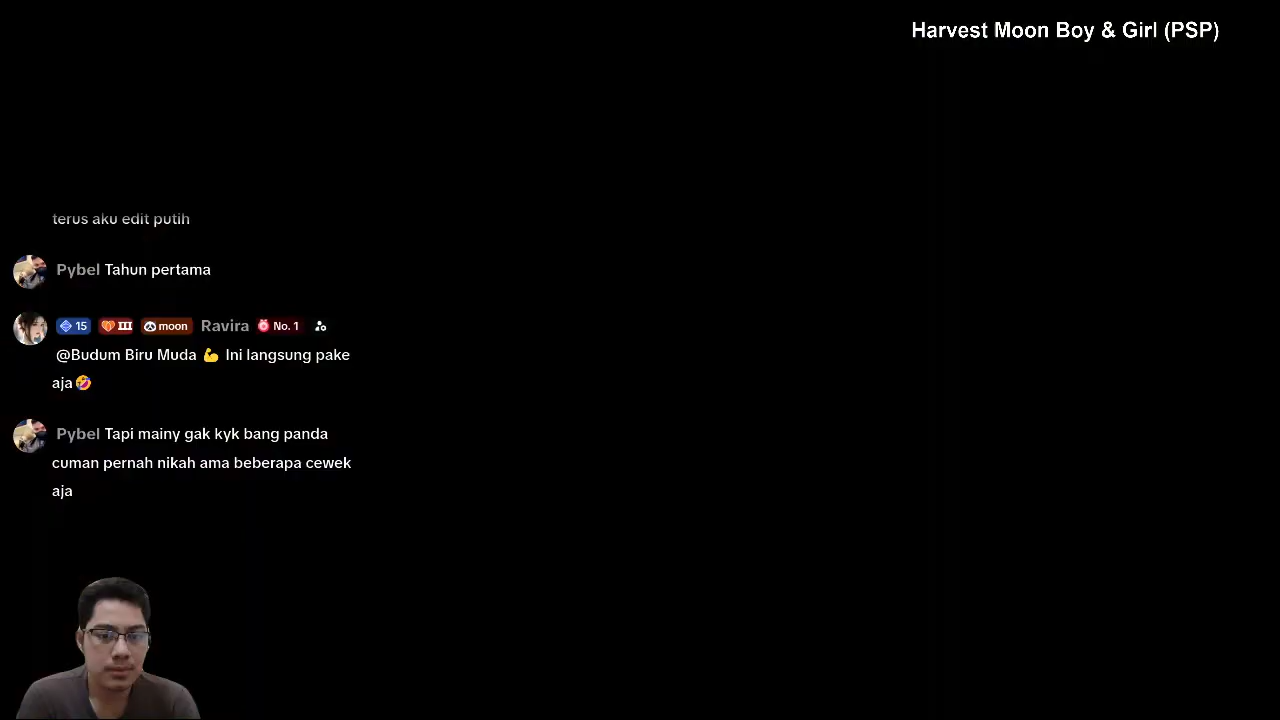 Harvest Moon Boy & Girl (PSP)
terus aku edit putih
Pybel Tahun pertama
15 III moon Ravira No. 1
@Budum Biru Muda 💪 Ini langsung pake
aja🤣
Pybel Tapi mainy gak kyk bang panda
cuman pernah nikah ama beberapa cewek
aja